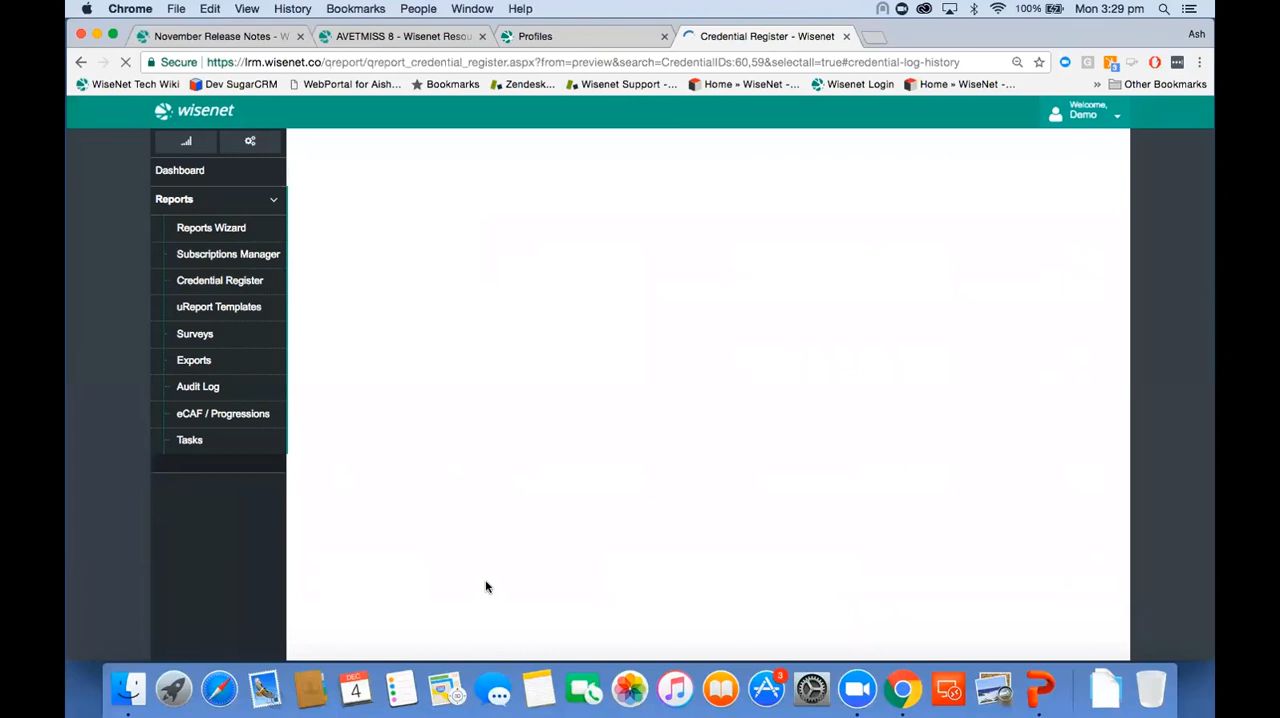 Chrome File Edit View History Bookmarks People Window Help 100% Mon 3:29 pm
November Release Notes - W
AVETMISS 8 - Wisenet Resou
Profiles
Credential Register - Wisenet
Ash
Secure https://lrm.wisenet.co/qreport/qreport_credential_register.aspx?from=preview&search=CredentialIDs:60,59&selectall=true#credential-log-history
WiseNet Tech Wiki Dev SugarCRM WebPortal for Aish... Bookmarks Zendesk... Wisenet Support -... Home » WiseNet -... Wisenet Login Home » WiseNet -... » Other Bookmarks
wisenet
Welcome,
Demo
Dashboard
Reports
Reports Wizard
Subscriptions Manager
Credential Register
uReport Templates
Surveys
Exports
Audit Log
eCAF / Progressions
Tasks
DEC
4
3